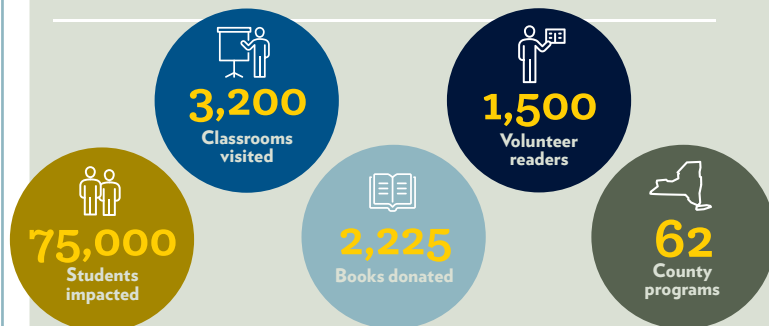 3,200
Classrooms
visited
1,500
Volunteer
readers
75,000
Students
impacted
2,225
Books donated
62
County
programs